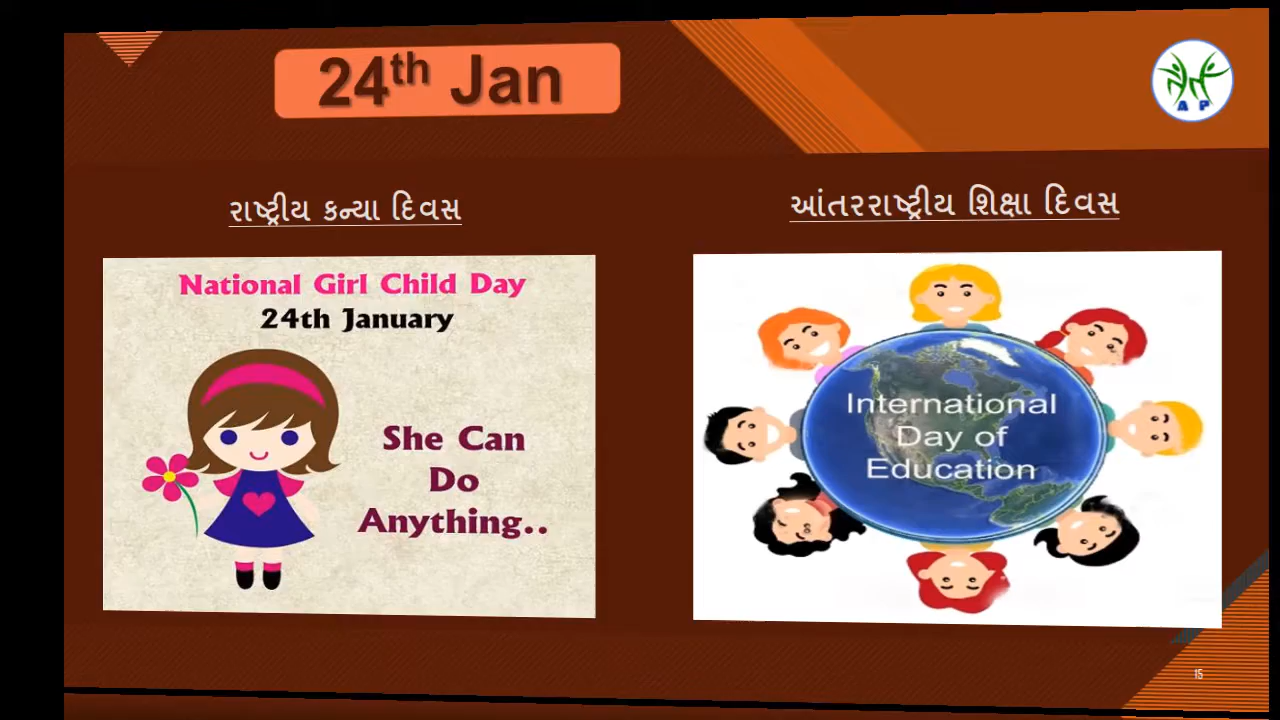 24th Jan
A P
રાષ્ટ્રીય કન્યા દિવસ
આંતરરાષ્ટ્રીય શિક્ષા દિવસ
National Girl Child Day
24th January
She Can
Do
Anything..
International
Day of
Education
15